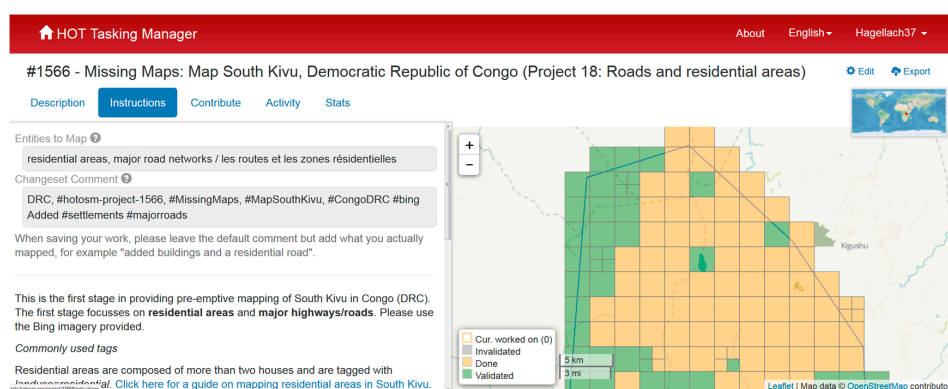 HOT Tasking Manager
About English Hagellach37
#1566 - Missing Maps: Map South Kivu, Democratic Republic of Congo (Project 18: Roads and residential areas)
Edit Export
Description Instructions Contribute Activity Stats
Entities to Map ?
residential areas, major road networks / les routes et les zones résidentielles
Changeset Comment ?
DRC, #hotosm-project-1566, #MissingMaps, #MapSouthKivu, #CongoDRC #bing
Added #settlements #majorroads
When saving your work, please leave the default comment but add what you actually
mapped, for example "added buildings and a residential road".
This is the first stage in providing pre-emptive mapping of South Kivu in Congo (DRC).
The first stage focusses on residential areas and major highways/roads. Please use
the Bing imagery provided.
Commonly used tags
Residential areas are composed of more than two houses and are tagged with
landuse=residential. Click here for a guide on mapping residential areas in South Kivu.
+
−
Kigushu
Cur. worked on (0)
Invalidated
Done
Validated
5 km
3 mi
Leaflet | Map data © OpenStreetMap contrib